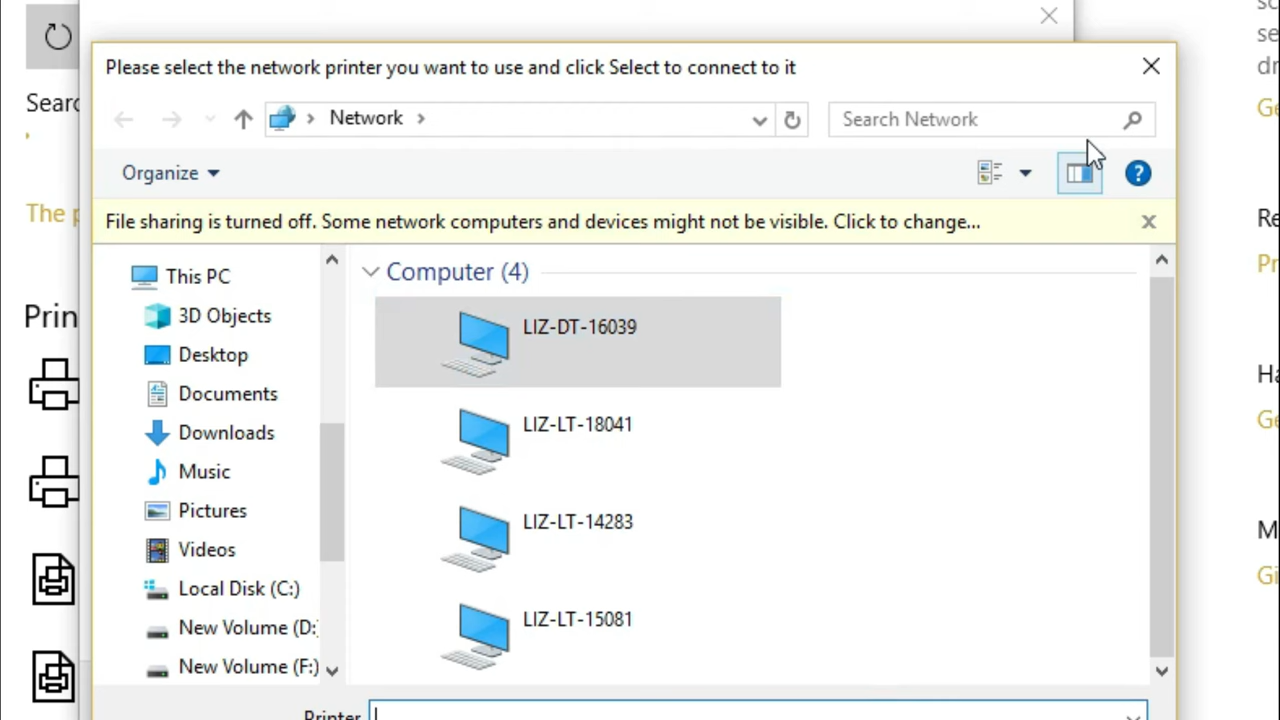 Please select the network printer you want to use and click Select to connect to it
Network
Search Network
Organize
File sharing is turned off. Some network computers and devices might not be visible. Click to change...
This PC
3D Objects
Desktop
Documents
Downloads
Music
Pictures
Videos
Local Disk (C:)
New Volume (D:
New Volume (F:)
Computer (4)
LIZ-DT-16039
LIZ-LT-18041
LIZ-LT-14283
LIZ-LT-15081
Printer
The